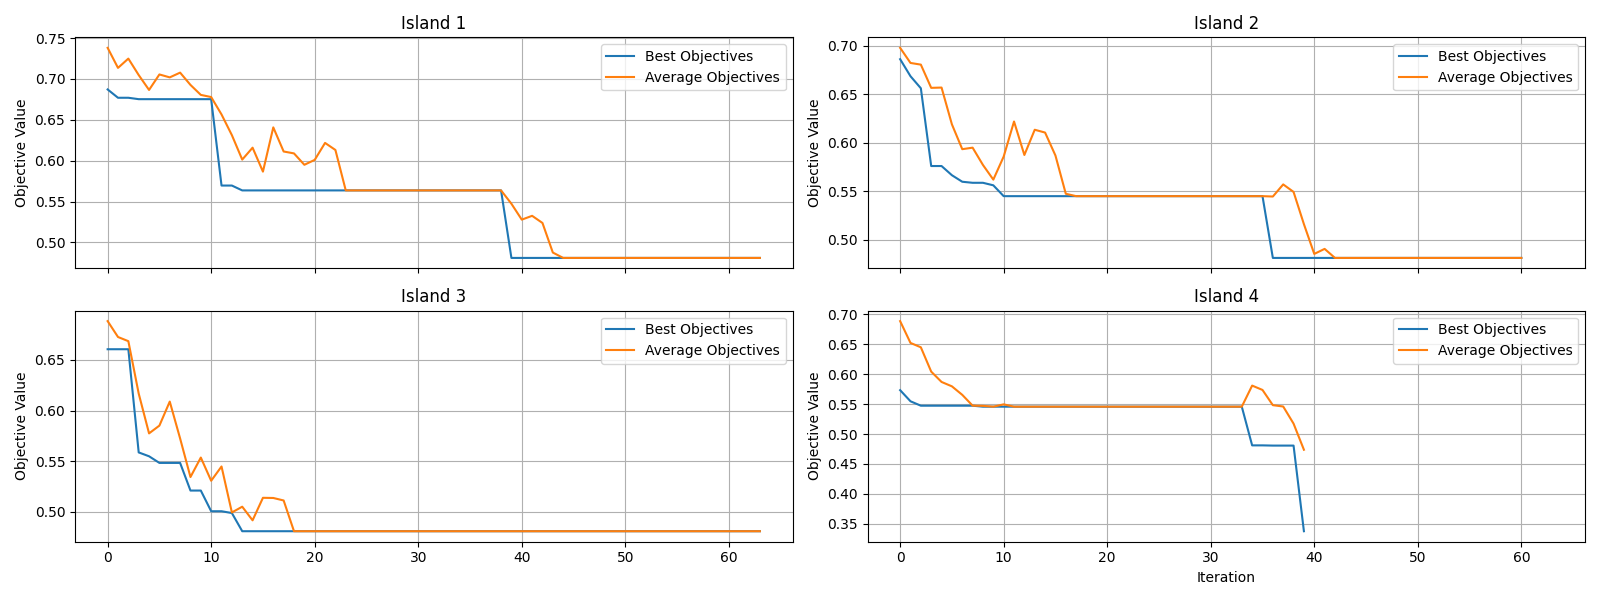 Island 1
Objective Value
0.75
0.70
0.65
0.60
0.55
0.50
Best Objectives
Average Objectives
Island 2
Objective Value
0.70
0.65
0.60
0.55
0.50
Best Objectives
Average Objectives
Island 3
Objective Value
0.65
0.60
0.55
0.50
Best Objectives
Average Objectives
0 10 20 30 40 50 60
Island 4
Objective Value
0.70
0.65
0.60
0.55
0.50
0.45
0.40
0.35
Best Objectives
Average Objectives
0 10 20 30 40 50 60
Iteration